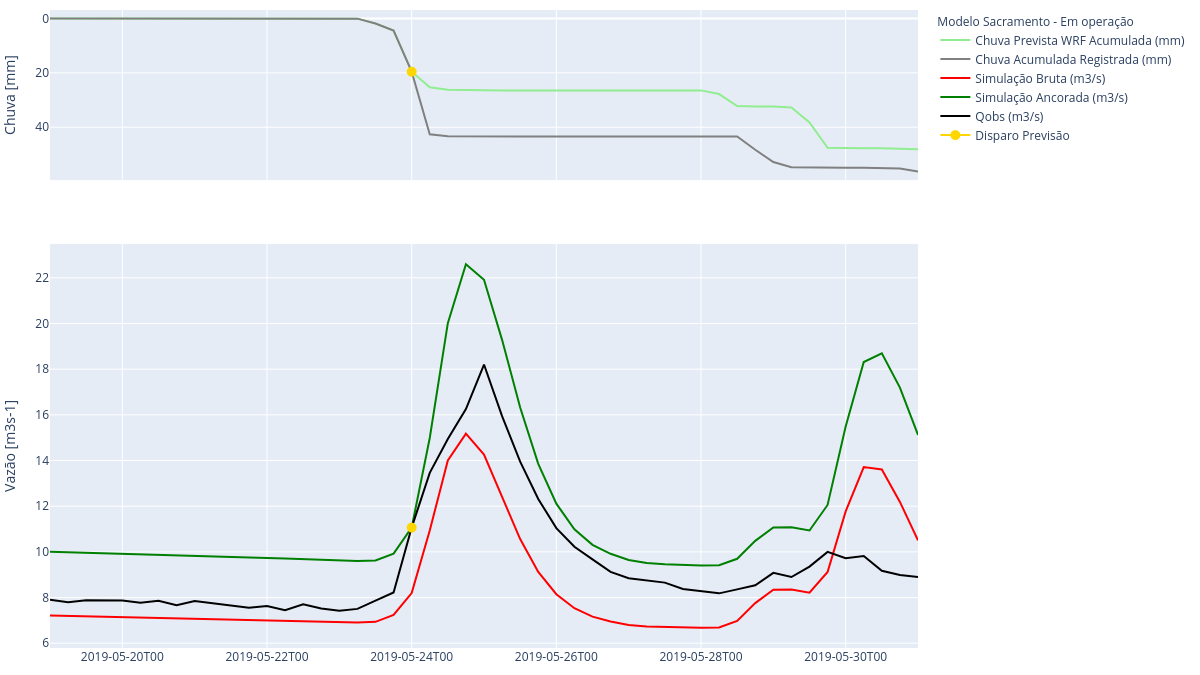 0
20
40
Chuva [mm]
Modelo Sacramento - Em operação
Chuva Prevista WRF Acumulada (mm)
Chuva Acumulada Registrada (mm)
Simulação Bruta (m3/s)
Simulação Ancorada (m3/s)
Qobs (m3/s)
Disparo Previsão
22
20
18
16
14
12
10
8
6
Vazão [m3s-1]
2019-05-20T00
2019-05-22T00
2019-05-24T00
2019-05-26T00
2019-05-28T00
2019-05-30T00